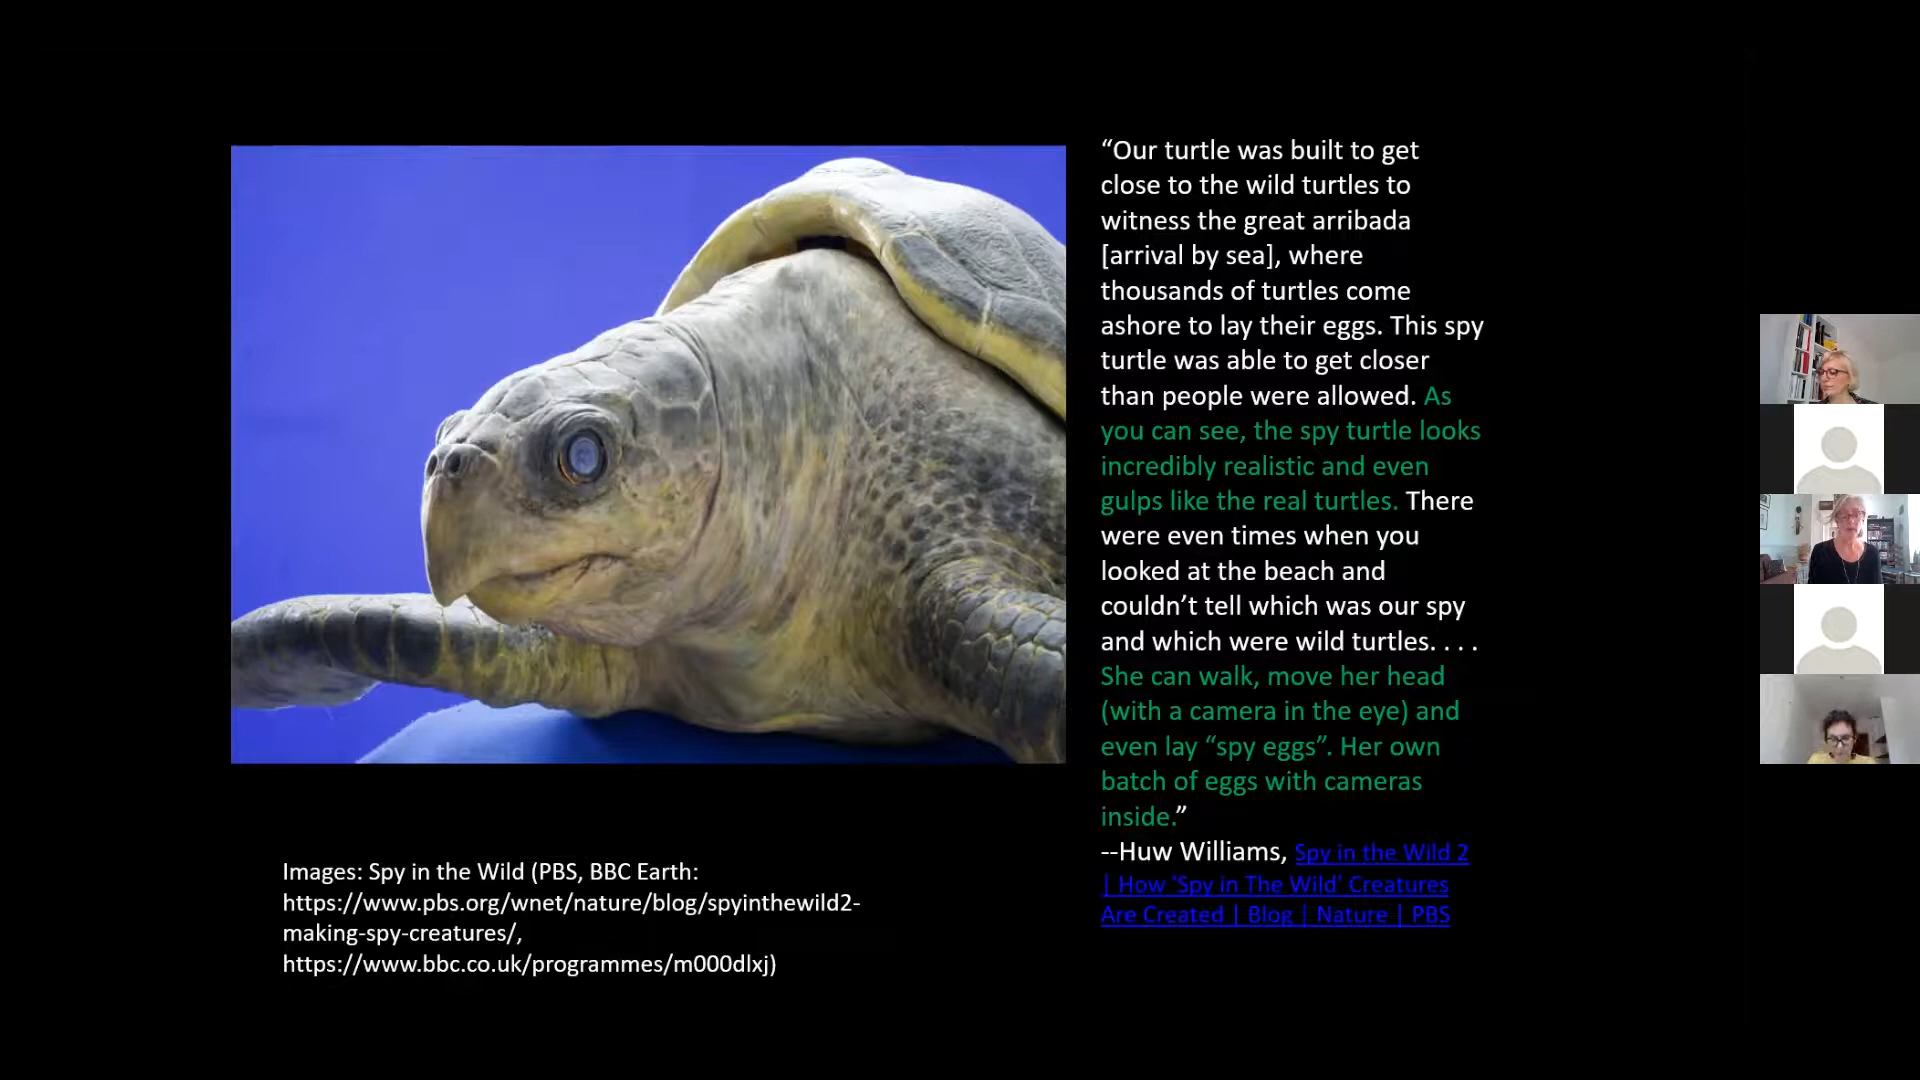 “Our turtle was built to get
close to the wild turtles to
witness the great arribada
[arrival by sea], where
thousands of turtles come
ashore to lay their eggs. This spy
turtle was able to get closer
than people were allowed. As
you can see, the spy turtle looks
incredibly realistic and even
gulps like the real turtles. There
were even times when you
looked at the beach and
couldn’t tell which was our spy
and which were wild turtles. . . .
She can walk, move her head
(with a camera in the eye) and
even lay “spy eggs”. Her own
batch of eggs with cameras
inside.”
--Huw Williams, Spy in the Wild 2
| How 'Spy in The Wild' Creatures
Are Created | Blog | Nature | PBS
Images: Spy in the Wild (PBS, BBC Earth:
https://www.pbs.org/wnet/nature/blog/spyinthewild2-
making-spy-creatures/,
https://www.bbc.co.uk/programmes/m000dlxj)